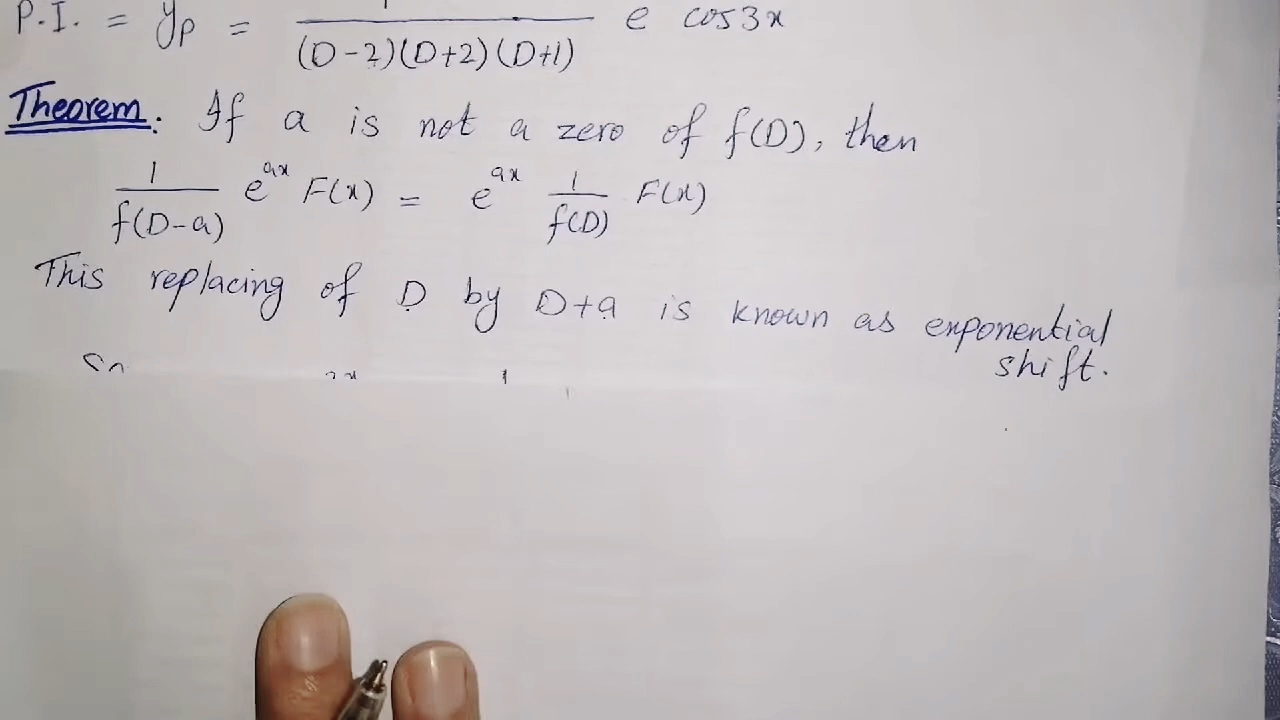 P.I. = yp = 1/((D-2)(D+2)(D+1)) e cos3x
Theorem: If a is not a zero of f(D), then
1/f(D-a) e^ax F(x) = e^ax 1/f(D) F(x)
This replacing of D by D+a is known as exponential
shift.